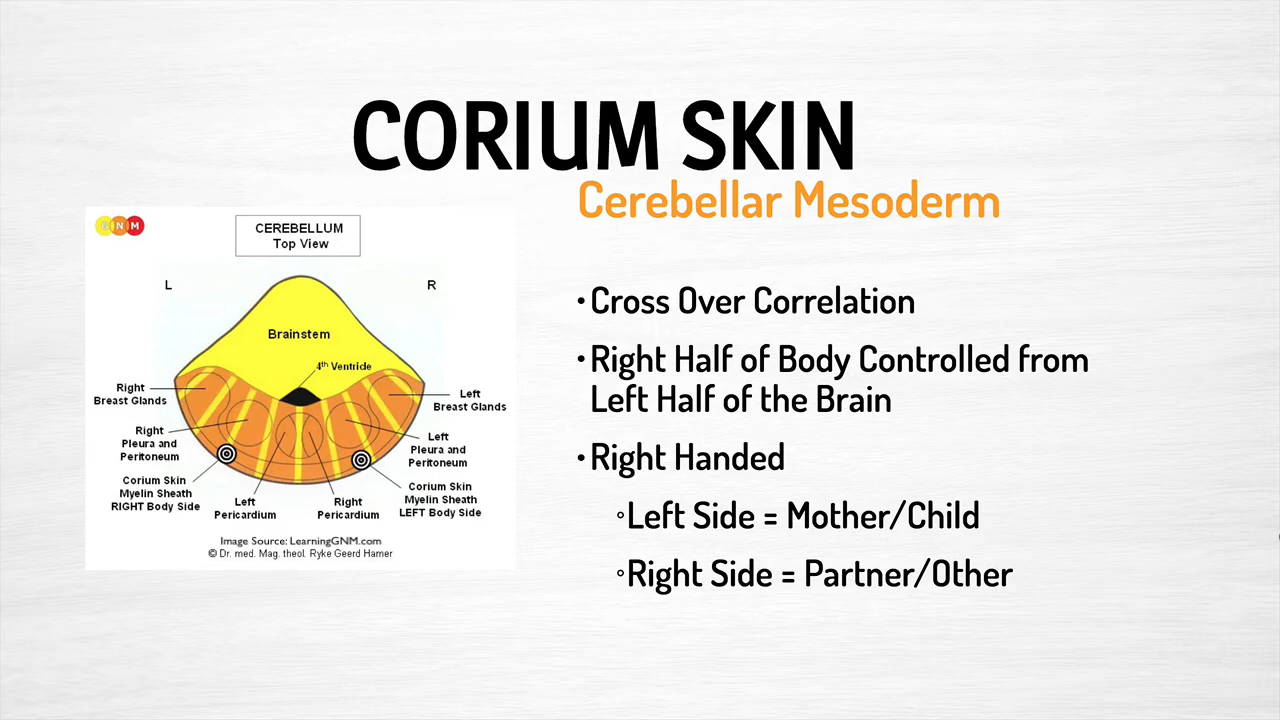 CORIUM SKIN
Cerebellar Mesoderm
GNM
CEREBELLUM
Top View
L
R
Brainstem
4th Ventricle
Right
Breast Glands
Left
Breast Glands
Right
Pleura and
Peritoneum
Left
Pleura and
Peritoneum
Corium Skin
Myelin Sheath
RIGHT Body Side
Left
Pericardium
Right
Pericardium
Corium Skin
Myelin Sheath
LEFT Body Side
Image Source: LearningGNM.com
© Dr. med. Mag. theol. Ryke Geerd Hamer
• Cross Over Correlation
• Right Half of Body Controlled from
Left Half of the Brain
• Right Handed
◦ Left Side = Mother/Child
◦ Right Side = Partner/Other